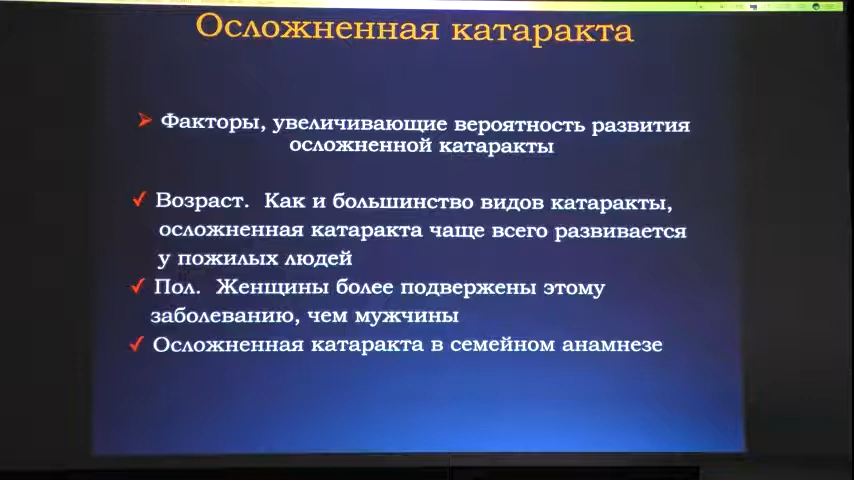 Осложненная катаракта
Факторы, увеличивающие вероятность развития
осложненной катаракты
Возраст. Как и большинство видов катаракты,
осложненная катаракта чаще всего развивается
у пожилых людей
Пол. Женщины более подвержены этому
заболеванию, чем мужчины
Осложненная катаракта в семейном анамнезе